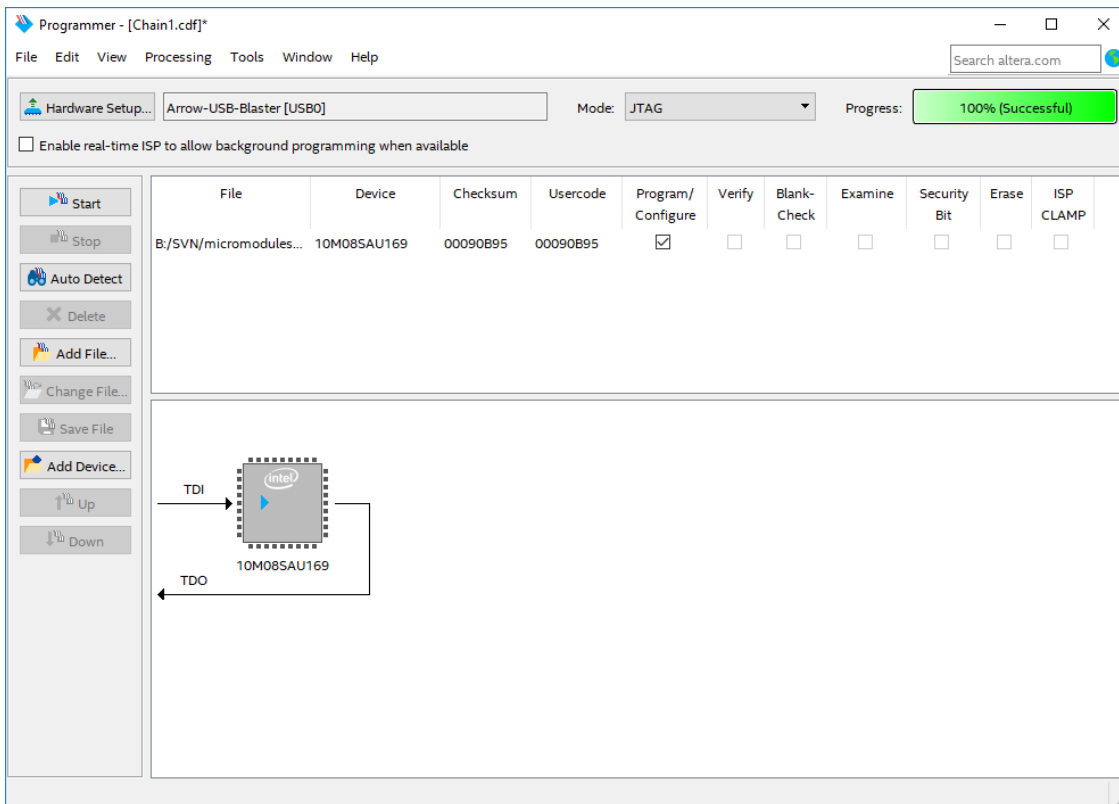 Programmer - [Chain1.cdf]*
File Edit View Processing Tools Window Help
Search altera.com
Hardware Setup... Arrow-USB-Blaster [USB0] Mode: JTAG Progress: 100% (Successful)
Enable real-time ISP to allow background programming when available
Start
Stop
Auto Detect
Delete
Add File...
Change File...
Save File
Add Device...
Up
Down
File Device Checksum Usercode Program/ Verify Blank- Examine Security Erase ISP
Configure Check Bit CLAMP
B:/SVN/micromodules... 10M08SAU169 00090B95 00090B95
intel
TDI
10M08SAU169
TDO